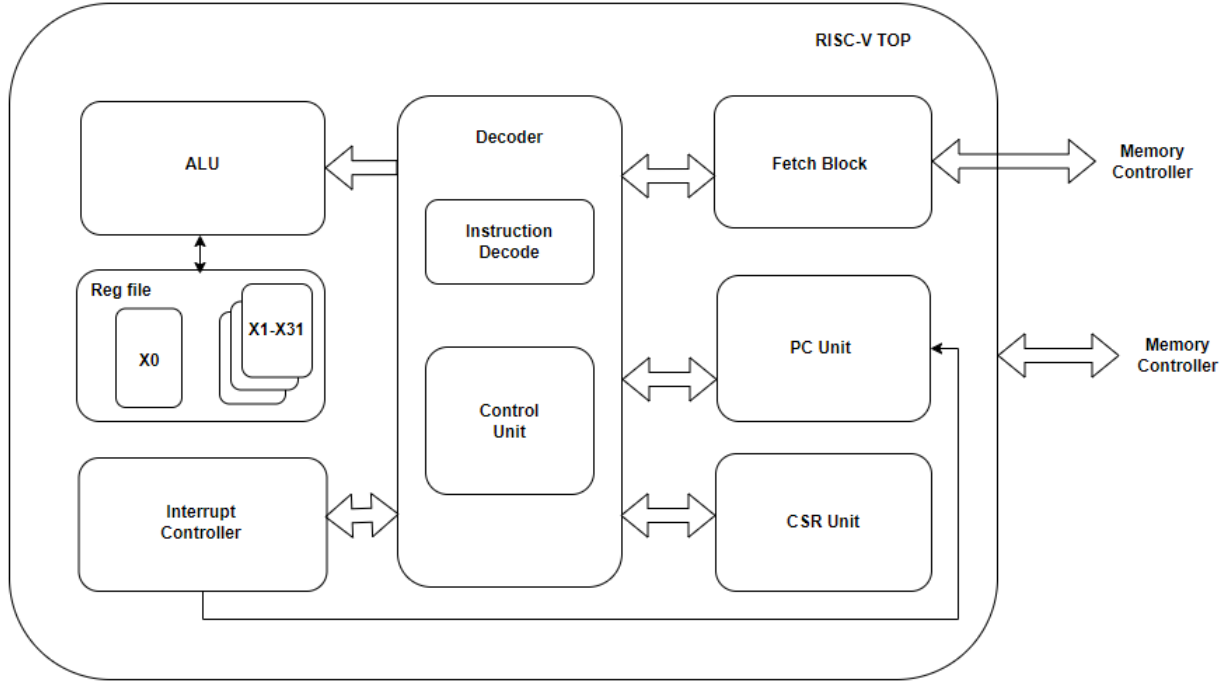 RISC-V TOP
ALU
Decoder
Fetch Block
Memory
Controller
Instruction
Decode
Reg file
X0
X1-X31
PC Unit
Memory
Controller
Control
Unit
Interrupt
Controller
CSR Unit